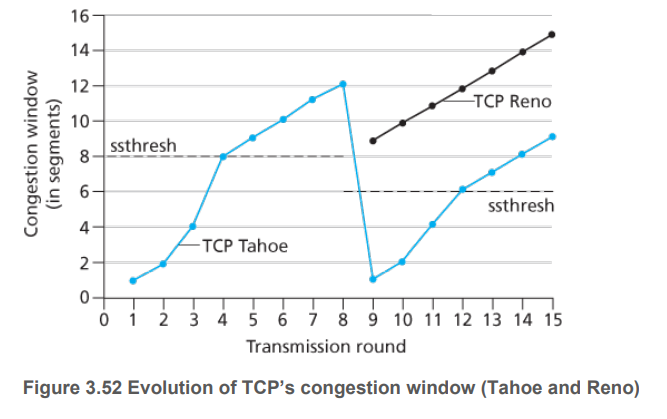 16
14
12
10
8
6
4
2
0
Congestion window
(in segments)
ssthresh
TCP Reno
ssthresh
TCP Tahoe
0 1 2 3 4 5 6 7 8 9 10 11 12 13 14 15
Transmission round
Figure 3.52 Evolution of TCP's congestion window (Tahoe and Reno)